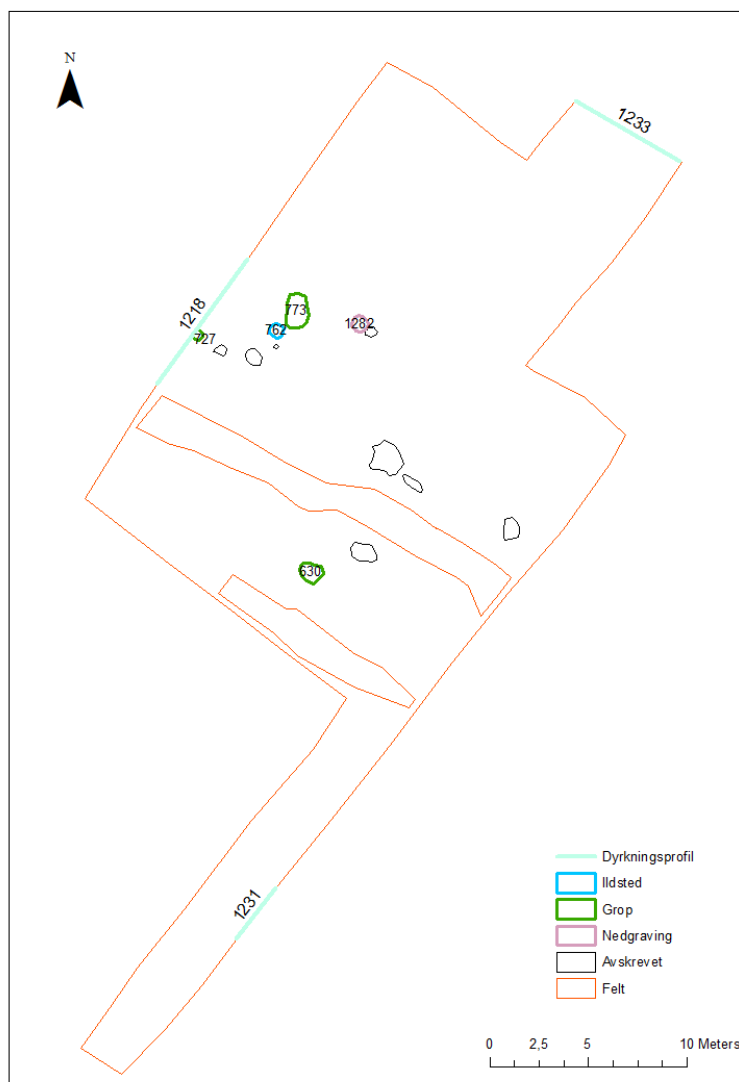 N
1233
1218
773
762
1282
727
630
1231
Dyrkningsprofil
Ildsted
Grop
Nedgraving
Avskrevet
Felt
0 2,5 5 10 Meters